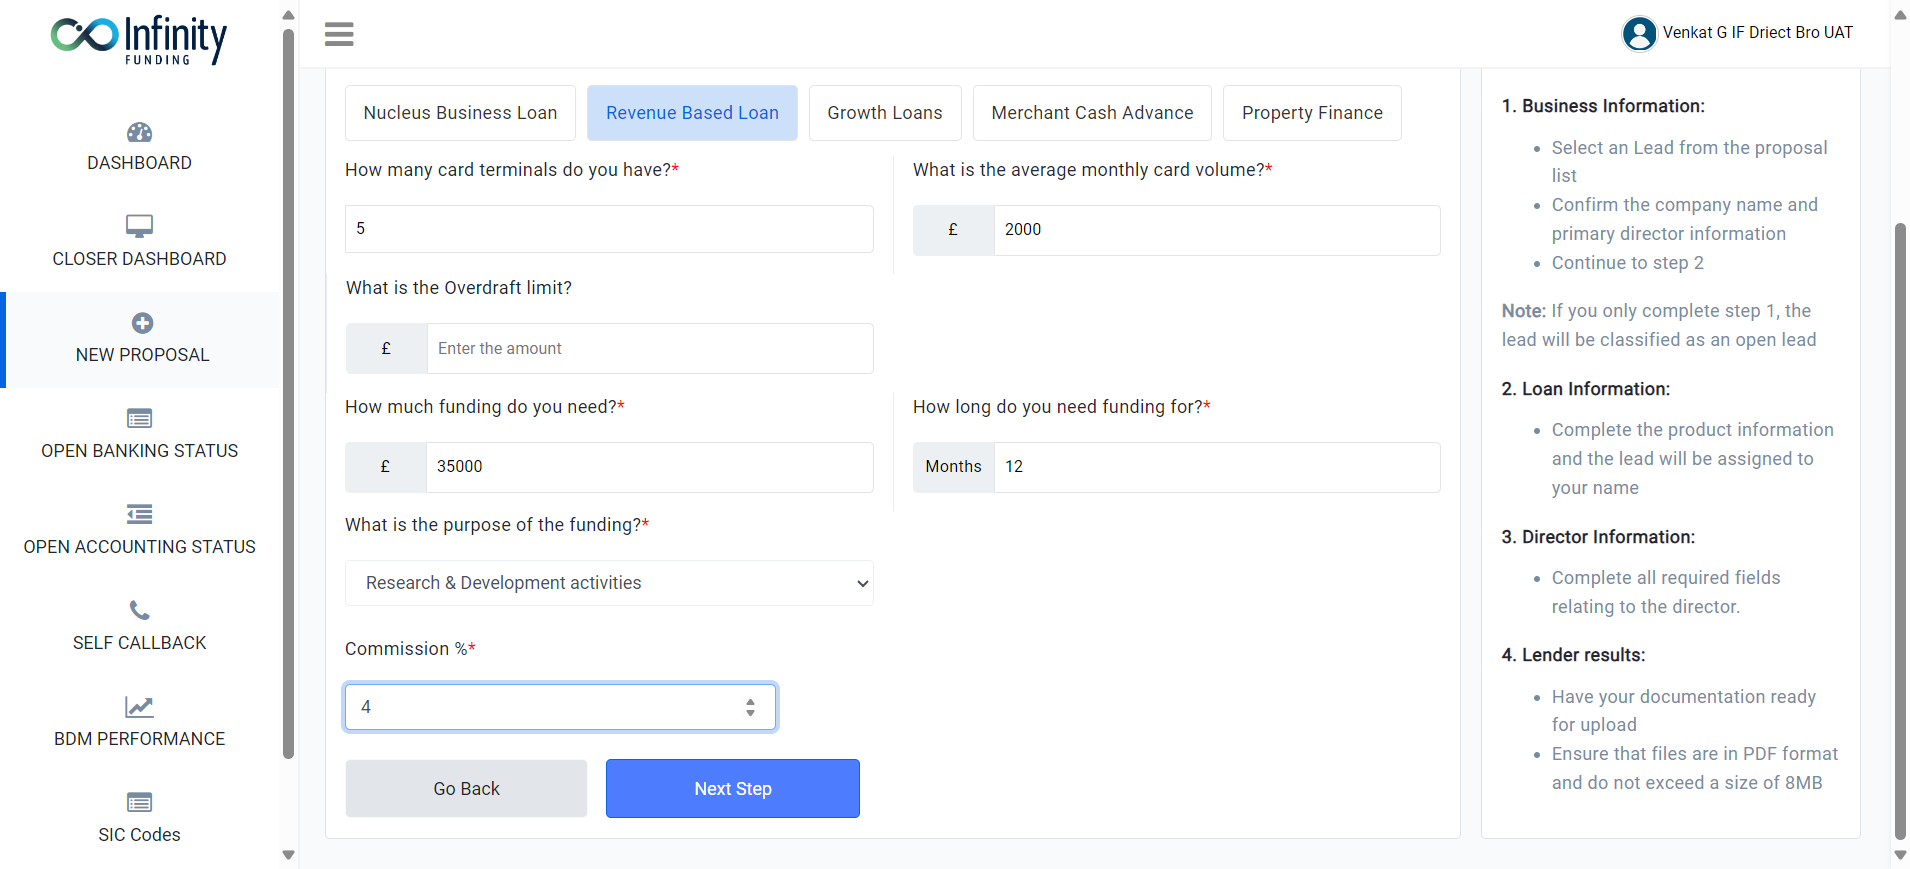 Infinity
FUNDING
DASHBOARD
CLOSER DASHBOARD
NEW PROPOSAL
OPEN BANKING STATUS
OPEN ACCOUNTING STATUS
SELF CALLBACK
BDM PERFORMANCE
SIC Codes
Venkat G IF Driect Bro UAT
Nucleus Business Loan
Revenue Based Loan
Growth Loans
Merchant Cash Advance
Property Finance
How many card terminals do you have?*
5
What is the average monthly card volume?*
£ 2000
What is the Overdraft limit?
£ Enter the amount
How much funding do you need?*
£ 35000
How long do you need funding for?*
Months 12
What is the purpose of the funding?*
Research & Development activities
Commission %*
4
Go Back
Next Step
1. Business Information:
• Select an Lead from the proposal
list
• Confirm the company name and
primary director information
• Continue to step 2
Note: If you only complete step 1, the
lead will be classified as an open lead
2. Loan Information:
• Complete the product information
and the lead will be assigned to
your name
3. Director Information:
• Complete all required fields
relating to the director.
4. Lender results:
• Have your documentation ready
for upload
• Ensure that files are in PDF format
and do not exceed a size of 8MB